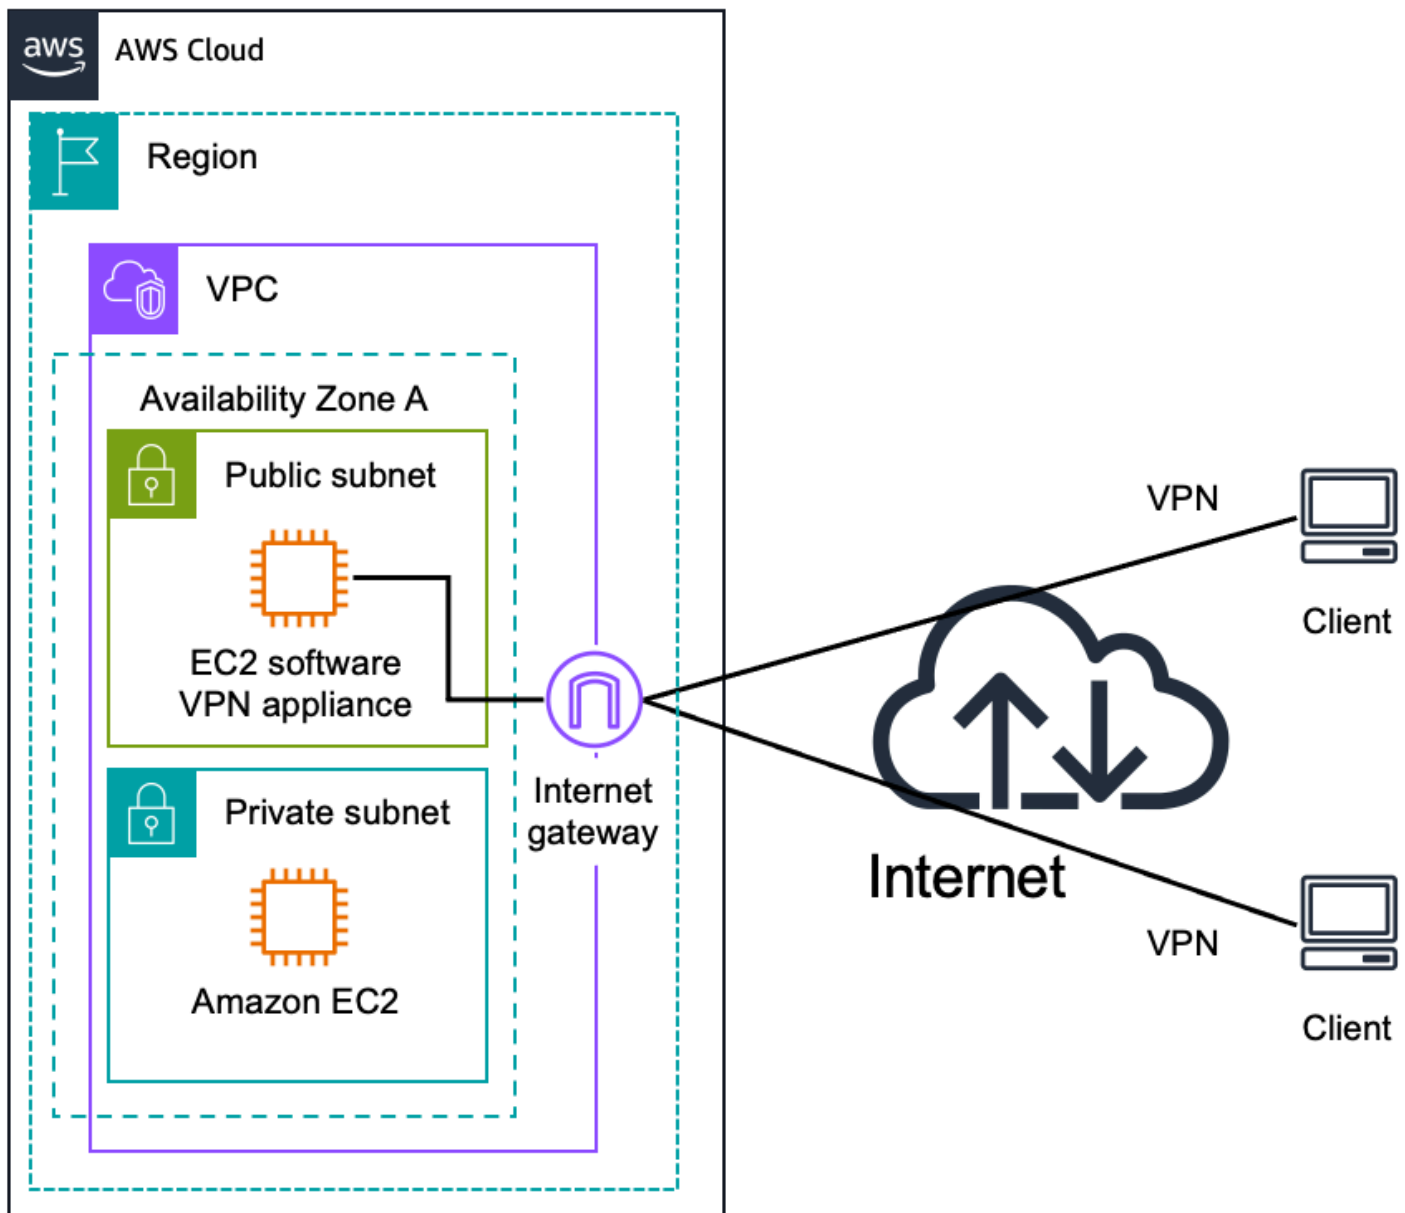 aws
AWS Cloud
Region
VPC
Availability Zone A
Public subnet
EC2 software
VPN appliance
Internet
gateway
Private subnet
Amazon EC2
Internet
VPN
Client
VPN
Client